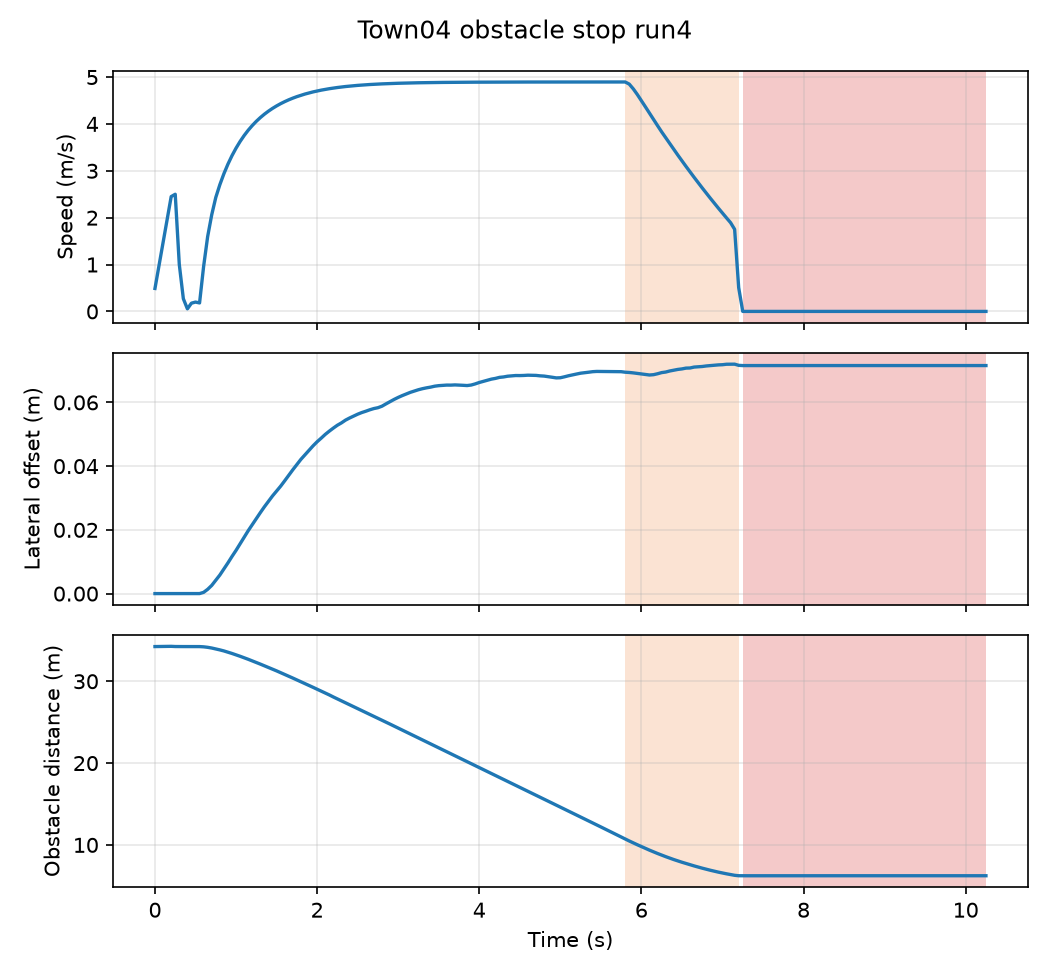 Town04 obstacle stop run4
Speed (m/s)
5
4
3
2
1
0
Lateral offset (m)
0.06
0.04
0.02
0.00
Obstacle distance (m)
30
20
10
0 2 4 6 8 10
Time (s)